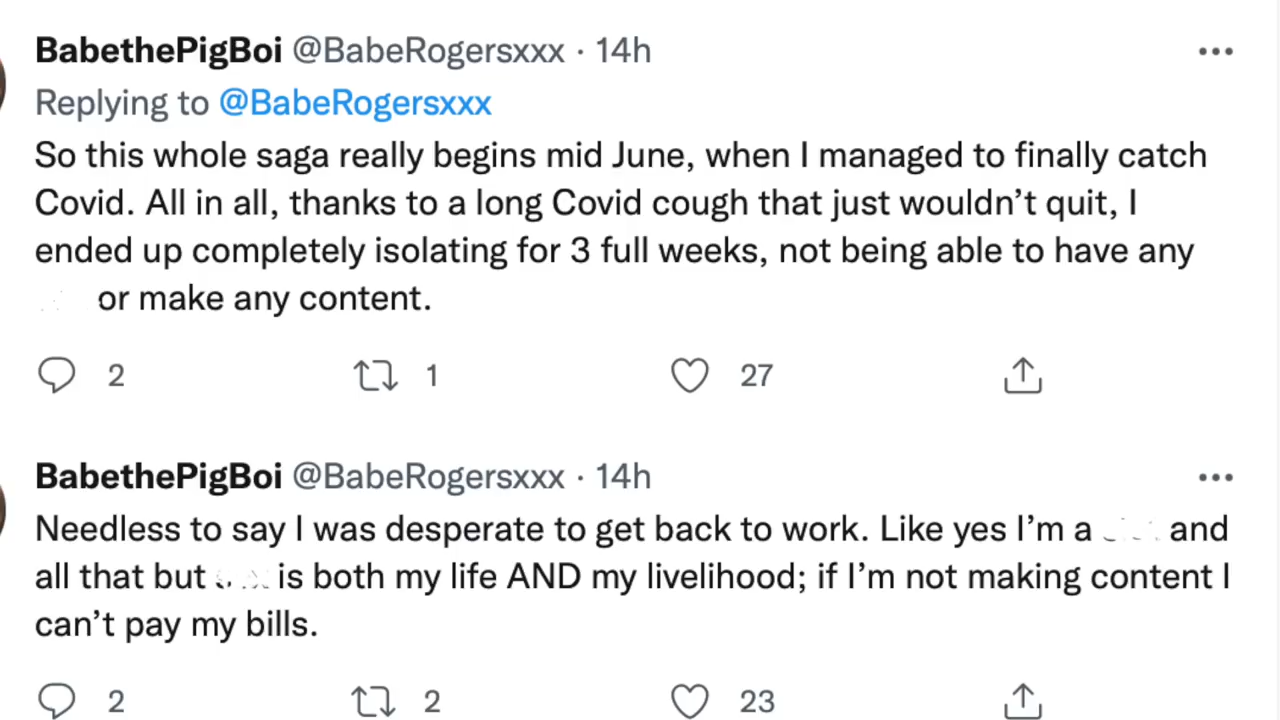 BabethePigBoi @BabeRogersxxx · 14h
Replying to @BabeRogersxxx
So this whole saga really begins mid June, when I managed to finally catch
Covid. All in all, thanks to a long Covid cough that just wouldn’t quit, I
ended up completely isolating for 3 full weeks, not being able to have any
or make any content.
2 1 27
BabethePigBoi @BabeRogersxxx · 14h
Needless to say I was desperate to get back to work. Like yes I’m a and
all that but is both my life AND my livelihood; if I’m not making content I
can’t pay my bills.
2 2 23